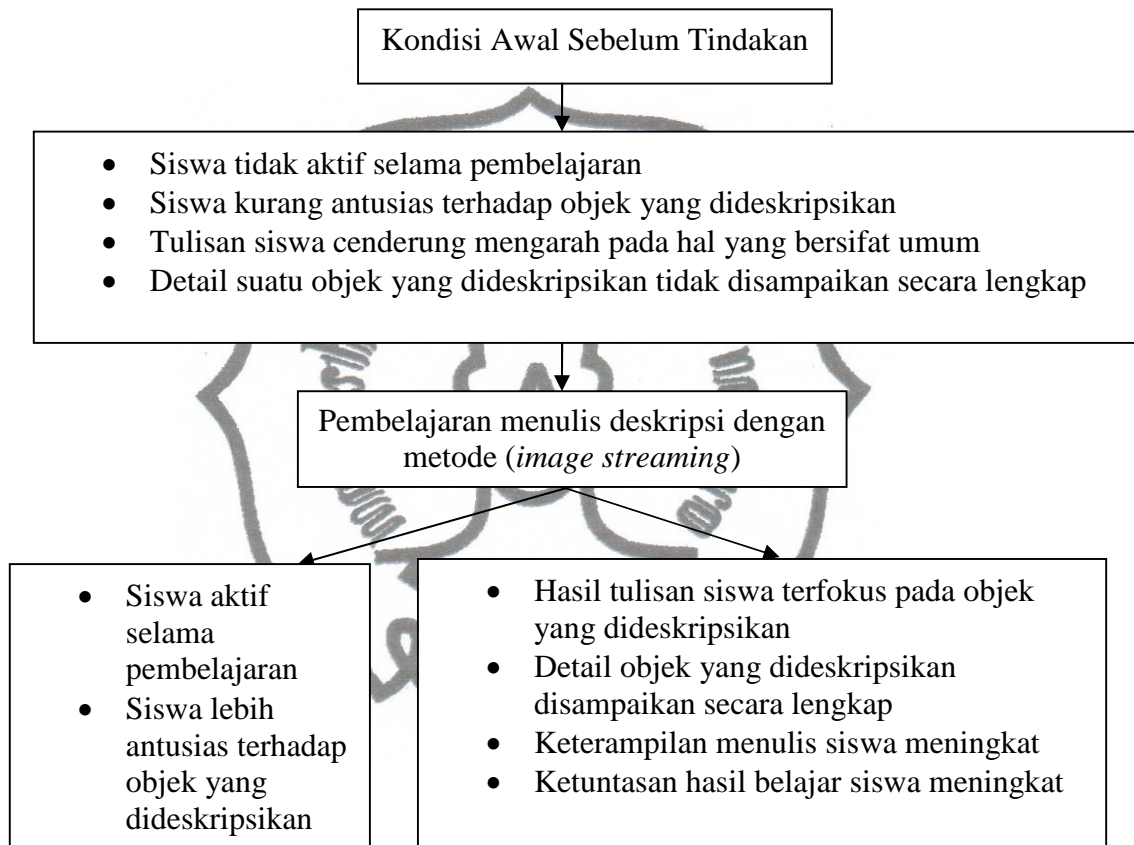 Kondisi Awal Sebelum Tindakan
• Siswa tidak aktif selama pembelajaran
• Siswa kurang antusias terhadap objek yang dideskripsikan
• Tulisan siswa cenderung mengarah pada hal yang bersifat umum
• Detail suatu objek yang dideskripsikan tidak disampaikan secara lengkap
Pembelajaran menulis deskripsi dengan
metode (image streaming)
• Siswa aktif
selama
pembelajaran
• Siswa lebih
antusias terhadap
objek yang
dideskripsikan
• Hasil tulisan siswa terfokus pada objek
yang dideskripsikan
• Detail objek yang dideskripsikan
disampaikan secara lengkap
• Keterampilan menulis siswa meningkat
• Ketuntasan hasil belajar siswa meningkat